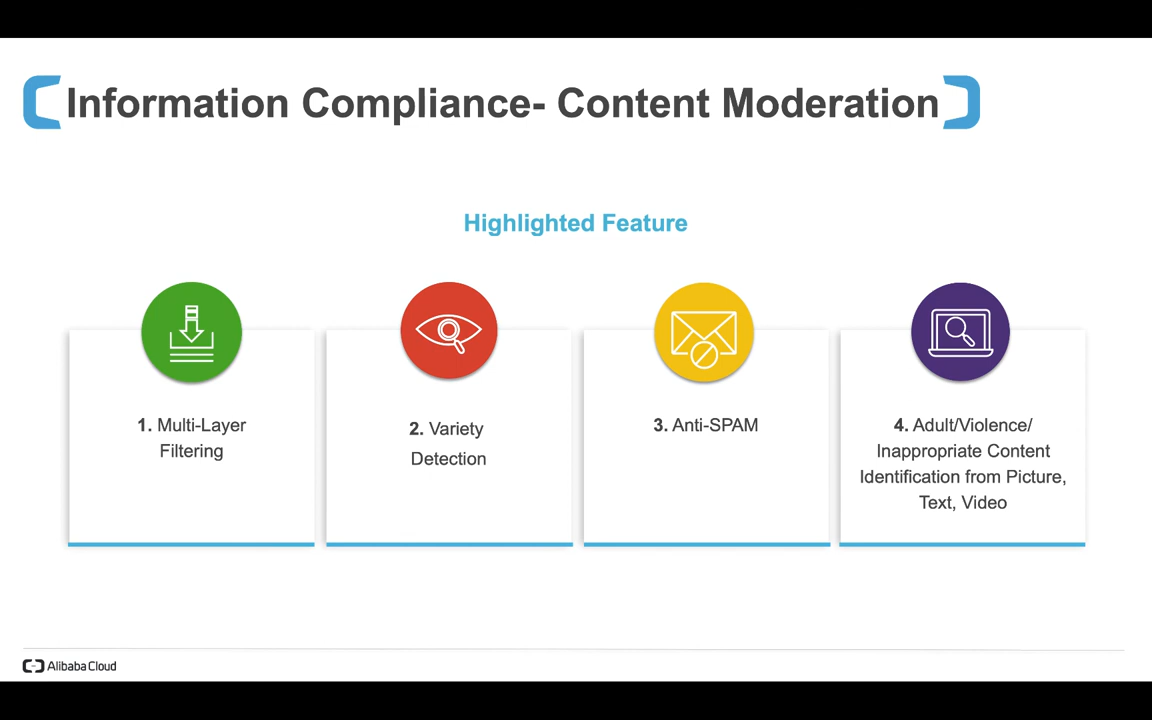 Information Compliance- Content Moderation
Highlighted Feature
1. Multi-Layer
Filtering
2. Variety
Detection
3. Anti-SPAM
4. Adult/Violence/
Inappropriate Content
Identification from Picture,
Text, Video
Alibaba Cloud